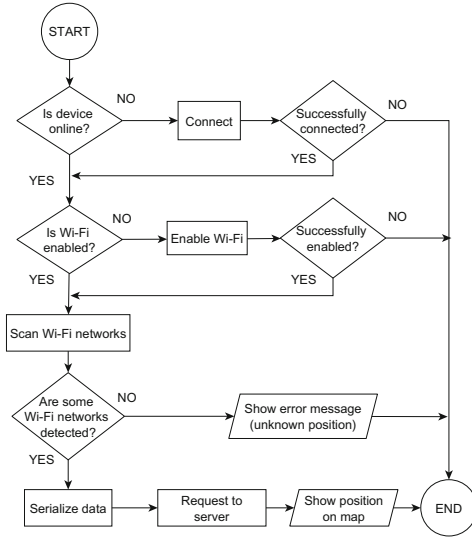 START
Is device
online?
NO
Connect
Successfully
connected?
NO
YES
YES
Is Wi-Fi
enabled?
NO
Enable Wi-Fi
Successfully
enabled?
NO
YES
YES
Scan Wi-Fi networks
Are some
Wi-Fi networks
detected?
NO
Show error message
(unknown position)
YES
Serialize data
Request to
server
Show position
on map
END